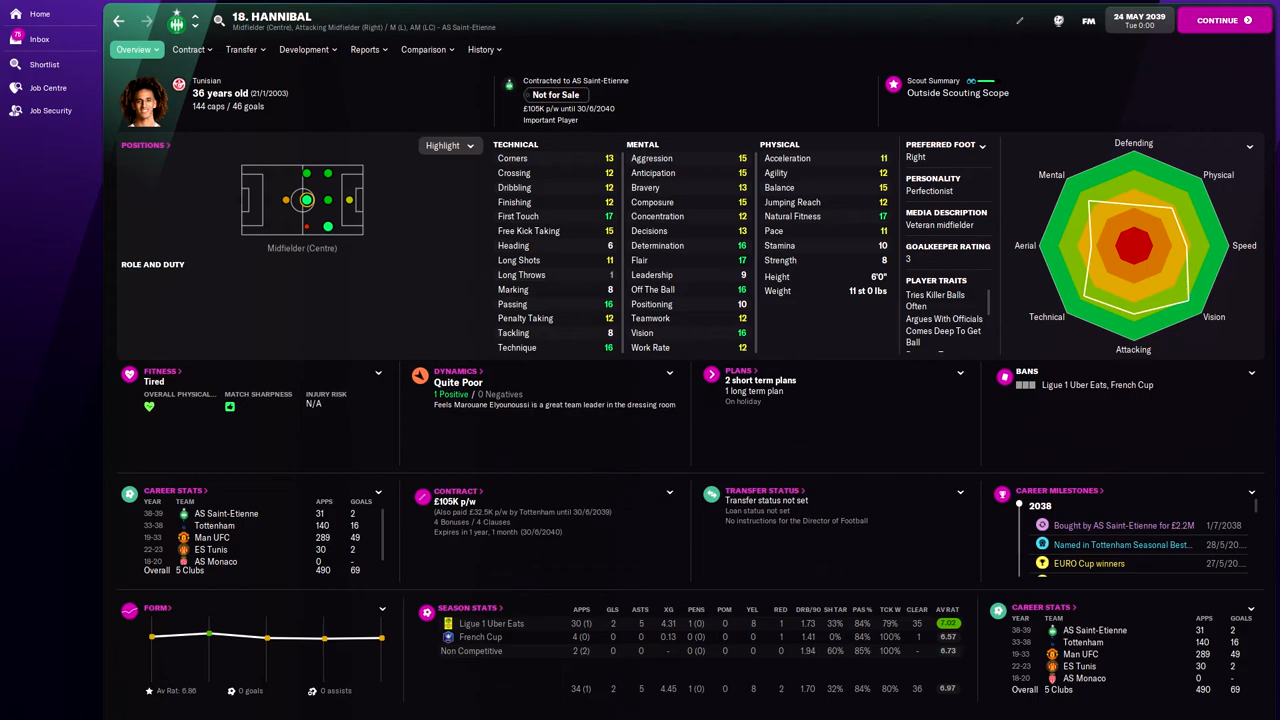 Home
75
Inbox
Shortlist
Job Centre
Job Security
18. HANNIBAL
Midfielder (Centre), Attacking Midfielder (Right) / M (L), AM (LC) - AS Saint-Etienne
FM
24 MAY 2039
Tue 0:00
CONTINUE
Overview
Contract
Transfer
Development
Reports
Comparison
History
Tunisian
36 years old (21/1/2003)
144 caps / 46 goals
Contracted to AS Saint-Etienne
Not for Sale
£105K p/w until 30/6/2040
Important Player
Scout Summary
Outside Scouting Scope
POSITIONS
Highlight
Midfielder (Centre)
ROLE AND DUTY
TECHNICAL
Corners 13
Crossing 12
Dribbling 12
Finishing 12
First Touch 17
Free Kick Taking 15
Heading 6
Long Shots 11
Long Throws 1
Marking 8
Passing 16
Penalty Taking 12
Tackling 8
Technique 16
MENTAL
Aggression 15
Anticipation 15
Bravery 13
Composure 15
Concentration 12
Decisions 13
Determination 16
Flair 17
Leadership 9
Off The Ball 16
Positioning 10
Teamwork 12
Vision 16
Work Rate 12
PHYSICAL
Acceleration 11
Agility 12
Balance 15
Jumping Reach 12
Natural Fitness 17
Pace 11
Stamina 10
Strength 8
Height 6'0"
Weight 11 st 0 lbs
PREFERRED FOOT
Right
PERSONALITY
Perfectionist
MEDIA DESCRIPTION
Veteran midfielder
GOALKEEPER RATING
3
PLAYER TRAITS
Tries Killer Balls
Often
Argues With Officials
Comes Deep To Get
Ball
Defending
Physical
Speed
Vision
Attacking
Technical
Aerial
Mental
FITNESS
Tired
OVERALL PHYSICAL... MATCH SHARPNESS INJURY RISK
N/A
DYNAMICS
Quite Poor
1 Positive / 0 Negatives
Feels Marouane Elyounoussi is a great team leader in the dressing room
PLANS
2 short term plans
1 long term plan
On holiday
BANS
Ligue 1 Uber Eats, French Cup
CAREER STATS
YEAR TEAM APPS GOALS
38-39 AS Saint-Etienne 31 2
33-38 Tottenham 140 16
19-33 Man UFC 289 49
22-23 ES Tunis 30 2
18-20 AS Monaco 0 -
Overall 5 Clubs 490 69
CONTRACT
£105K p/w
(Also paid £32.5K p/w by Tottenham until 30/6/2039)
4 Bonuses / 4 Clauses
Expires in 1 year, 1 month (30/6/2040)
TRANSFER STATUS
Transfer status not set
Loan status not set
No instructions for the Director of Football
CAREER MILESTONES
2038
Bought by AS Saint-Etienne for £2.2M 1/7/2038
Named in Tottenham Seasonal Best... 28/5/20...
EURO Cup winners 27/5/20...
FORM
Av Rat: 6.86
0 goals
0 assists
SEASON STATS APPS GLS ASTS XG PENS POM YEL RED DRB/90 SH TAR PAS % TCK W CLEAR AV RAT
Ligue 1 Uber Eats 30 (1) 2 5 4.31 1 (0) 0 8 1 1.73 33% 84% 79% 35 7.02
French Cup 4 (0) 0 0 0.13 0 (0) 0 0 1 1.41 0% 84% 100% 1 6.57
Non Competitive 2 (2) 0 0 - 0 (0) 0 0 0 1.94 60% 85% 100% - 6.73
34 (1) 2 5 4.45 1 (0) 0 8 2 1.70 32% 84% 80% 36 6.97
CAREER STATS
YEAR TEAM APPS GOALS
38-39 AS Saint-Etienne 31 2
33-38 Tottenham 140 16
19-33 Man UFC 289 49
22-23 ES Tunis 30 2
18-20 AS Monaco 0 -
Overall 5 Clubs 490 69